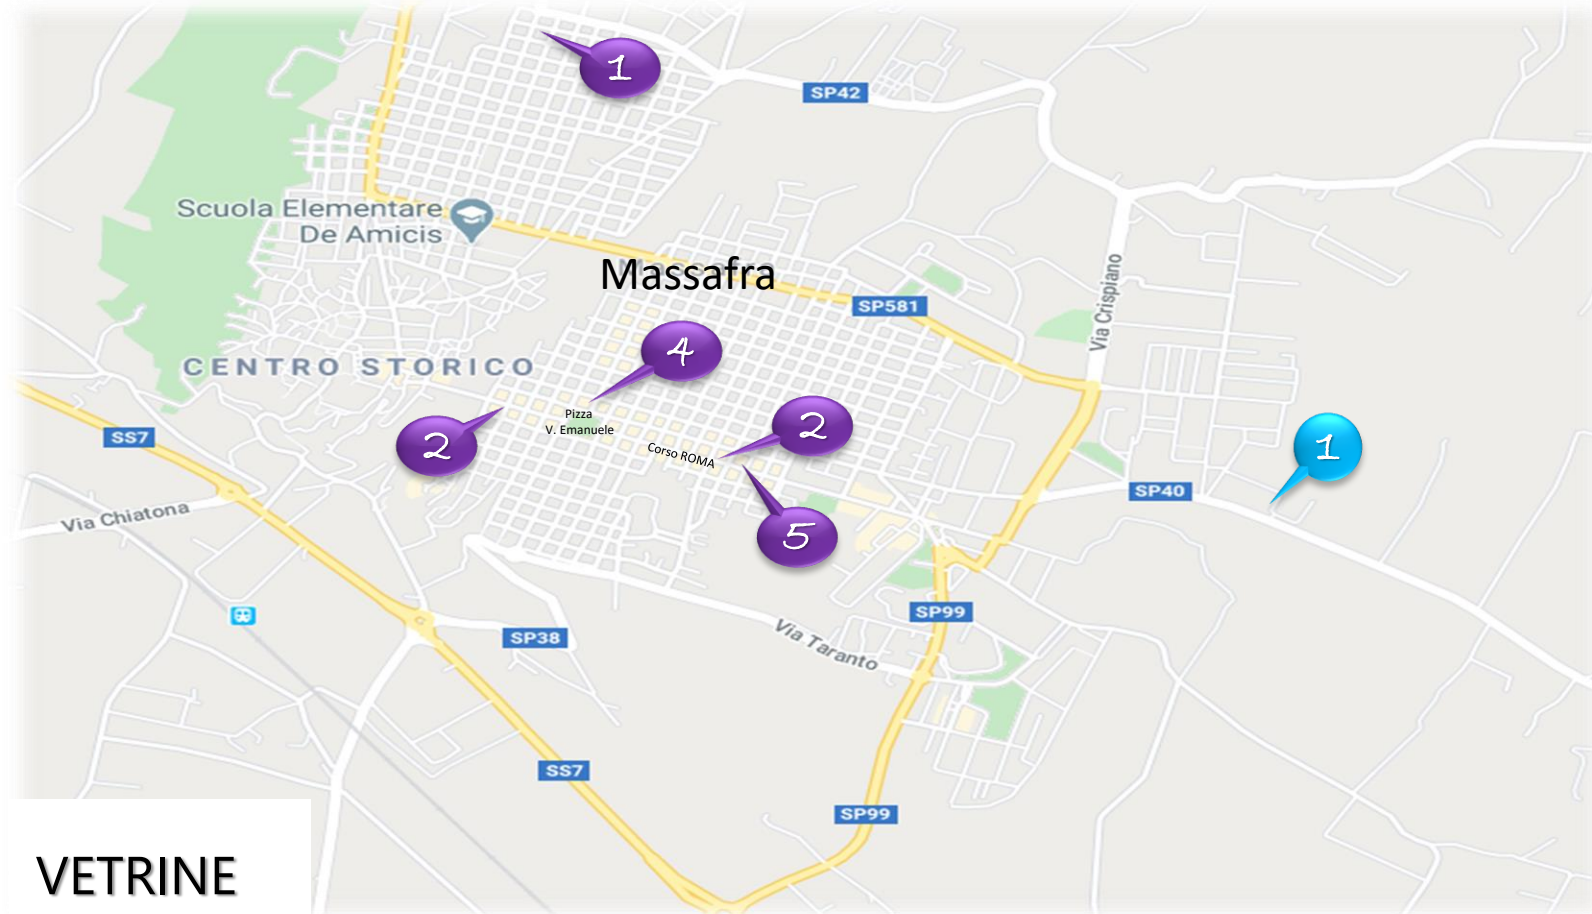 1
SP42
Scuola Elementare
De Amicis
Massafra
SP581
Via Crispiano
4
CENTRO STORICO
Pizza
V. Emanuele
2
2
Corso ROMA
1
SS7
SP40
Via Chiatona
5
SP99
SP38
Via Taranto
SS7
SP99
VETRINE